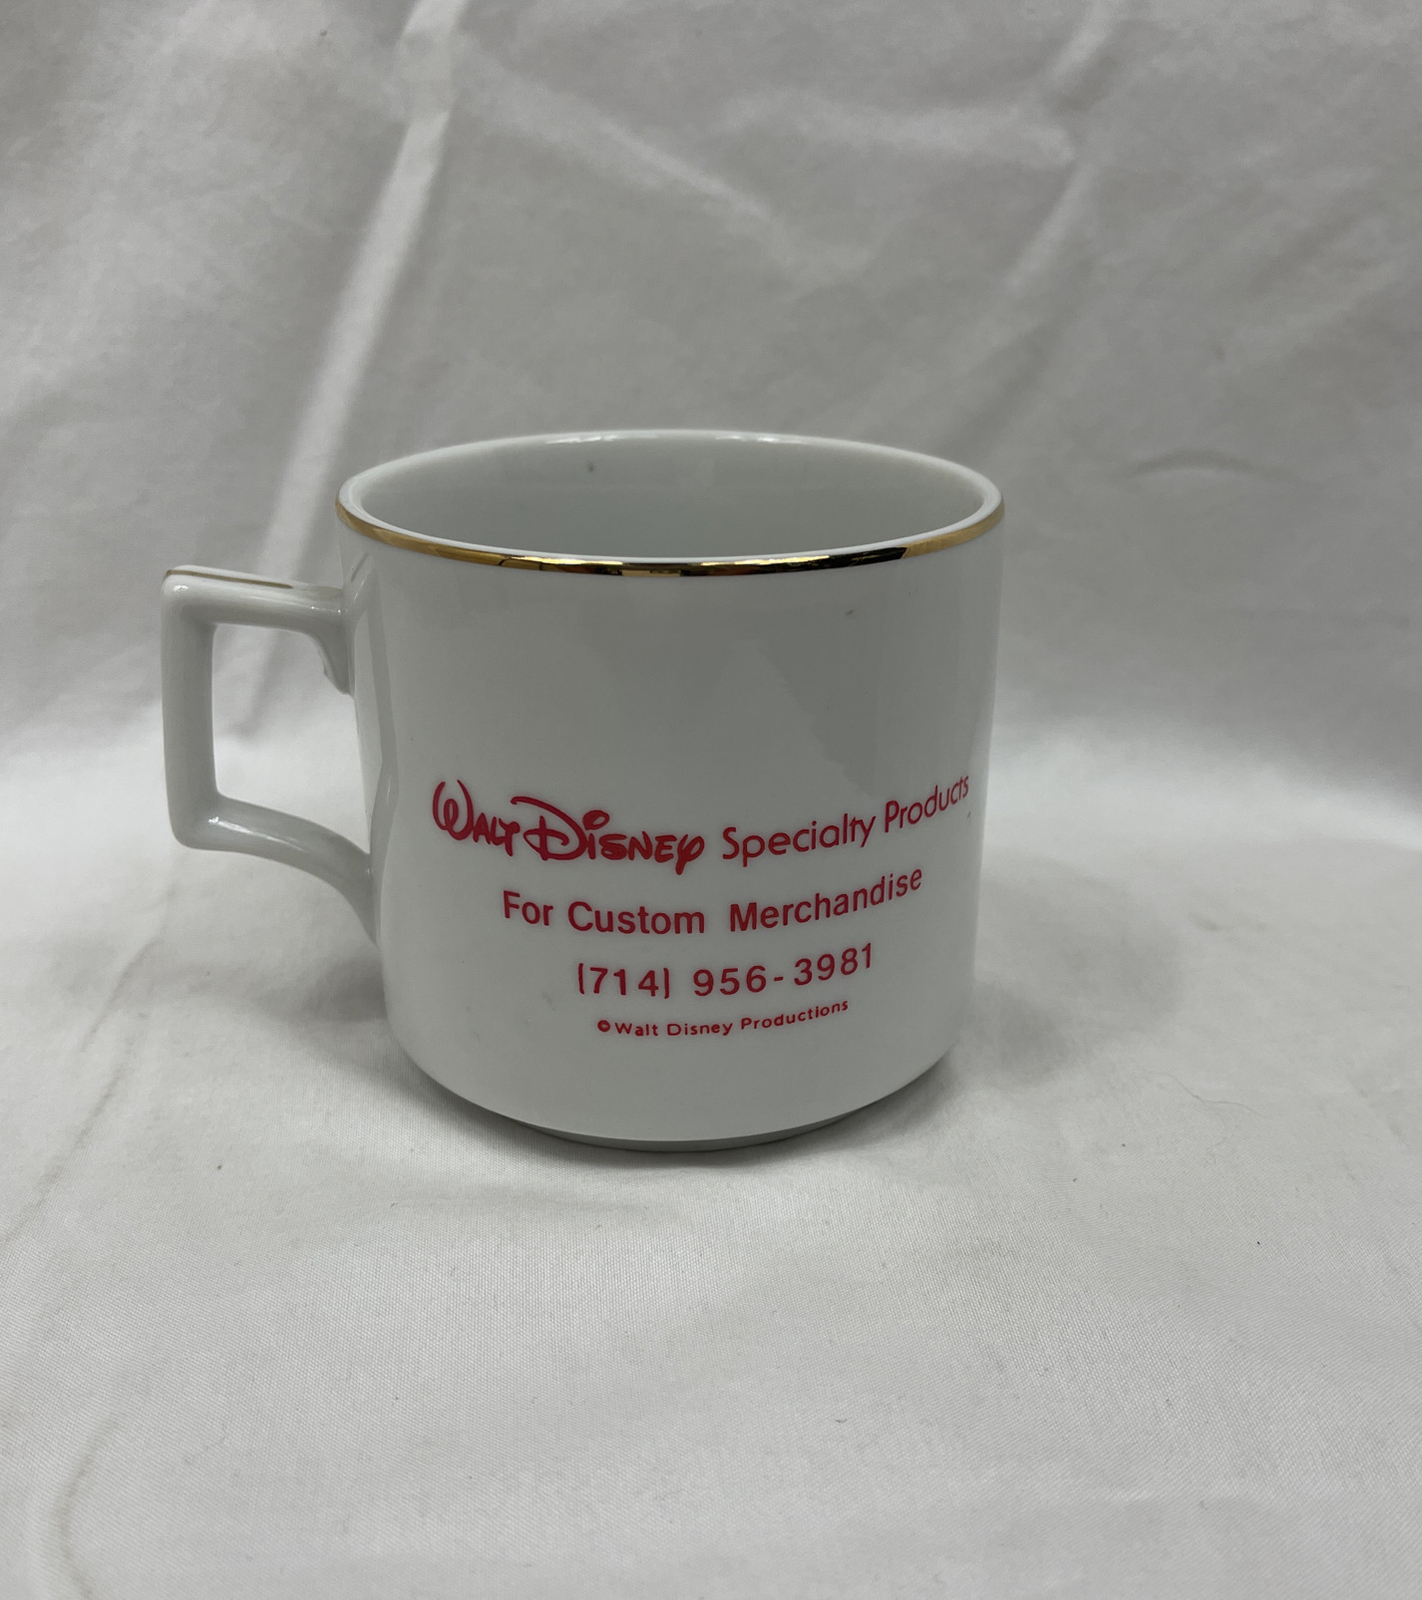 Walt Disney Specialty Products
For Custom Merchandise
(714) 956-3981
©Walt Disney Productions